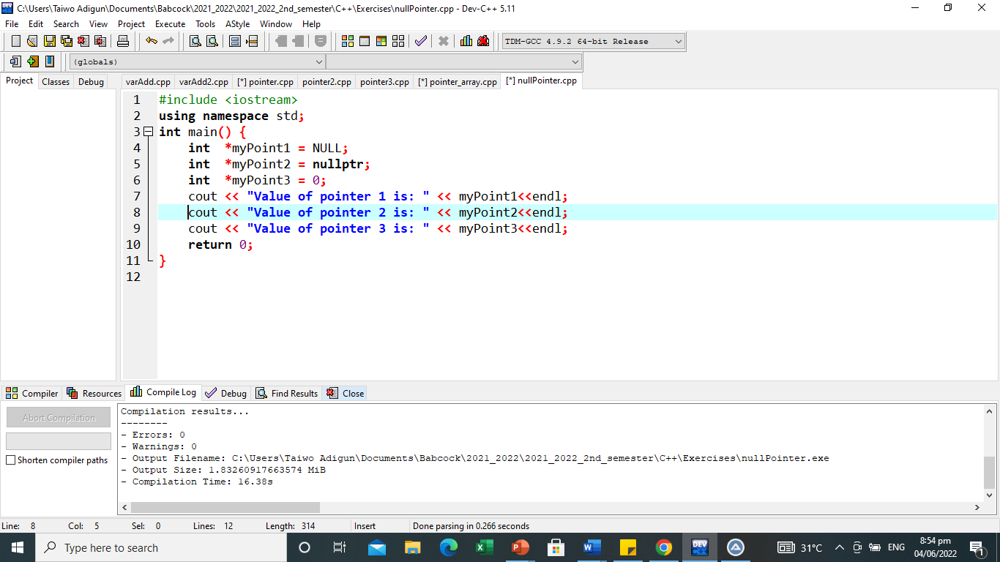 C:\Users\Taiwo Adigun\Documents\Babcock\2021_2022\2021_2022_2nd_semester\C++\Exercises\nullPointer.cpp - Dev-C++ 5.11
File Edit Search View Project Execute Tools AStyle Window Help
TDM-GCC 4.9.2 64-bit Release
(globals)
Project Classes Debug
varAdd.cpp varAdd2.cpp [*] pointer.cpp pointer2.cpp pointer3.cpp [*] pointer_array.cpp [*] nullPointer.cpp
1 #include <iostream>
2 using namespace std;
3 int main() {
4 int *myPoint1 = NULL;
5 int *myPoint2 = nullptr;
6 int *myPoint3 = 0;
7 cout << "Value of pointer 1 is: " << myPoint1<<endl;
8 cout << "Value of pointer 2 is: " << myPoint2<<endl;
9 cout << "Value of pointer 3 is: " << myPoint3<<endl;
10 return 0;
11 }
12
Compiler Resources Compile Log Debug Find Results Close
Abort Compilation
Shorten compiler paths
Compilation results...
--------
- Errors: 0
- Warnings: 0
- Output Filename: C:\Users\Taiwo Adigun\Documents\Babcock\2021_2022\2021_2022_2nd_semester\C++\Exercises\nullPointer.exe
- Output Size: 1.83260917663574 MiB
- Compilation Time: 16.38s
Line: 8 Col: 5 Sel: 0 Lines: 12 Length: 314 Insert Done parsing in 0.266 seconds
Type here to search
DEV
31°C
ENG
8:54 pm
04/06/2022
1